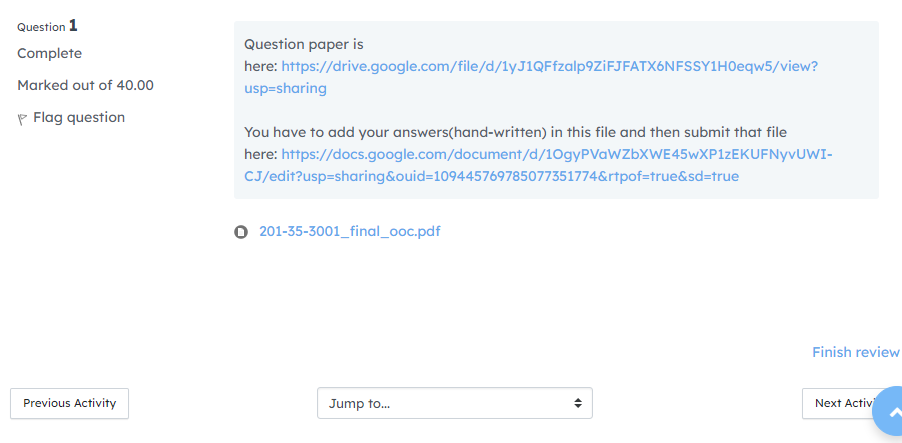 Question 1
Complete
Marked out of 40.00
Flag question
Question paper is
here: https://drive.google.com/file/d/1yJ1QFfzalp9ZiFJFATX6NFSSY1H0eqw5/view?
usp=sharing
You have to add your answers(hand-written) in this file and then submit that file
here: https://docs.google.com/document/d/1OgyPVaWZbXWE45wXP1zEKUFNyvUWI-
CJ/edit?usp=sharing&ouid=109445769785077351774&rtpof=true&sd=true
201-35-3001_final_ooc.pdf
Finish review
Previous Activity
Jump to...
Next Activi